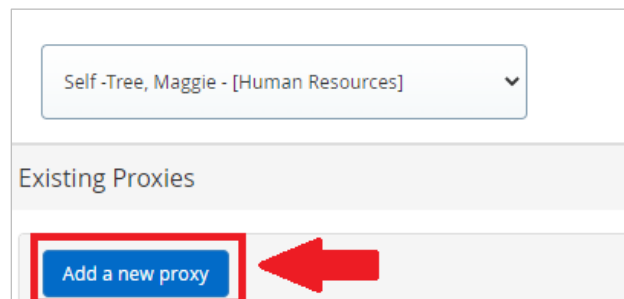 Self -Tree, Maggie - [Human Resources]
Existing Proxies
Add a new proxy